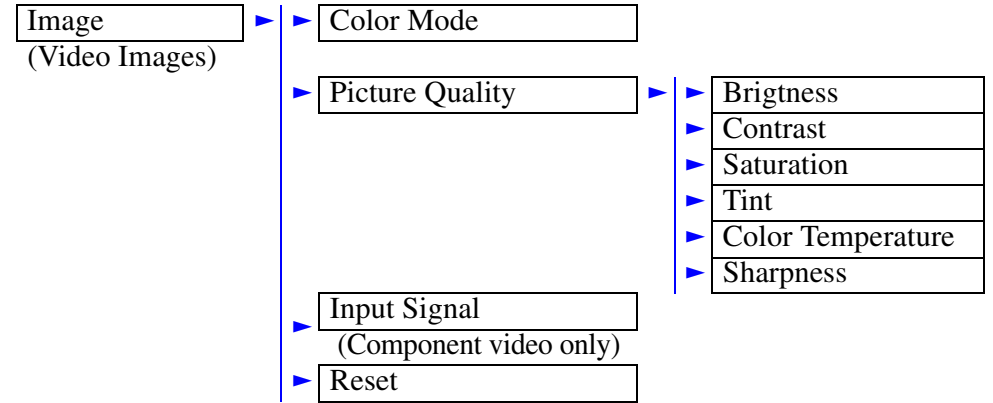 Image
(Video Images)
Color Mode
Picture Quality
Brigtness
Contrast
Saturation
Tint
Color Temperature
Sharpness
Input Signal
(Component video only)
Reset